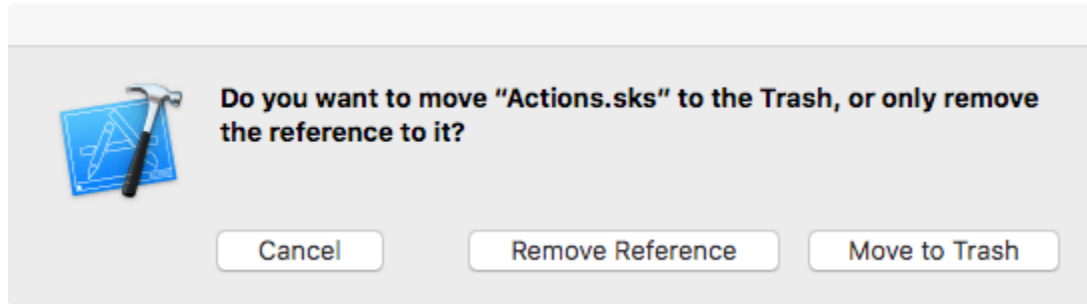 Do you want to move “Actions.sks” to the Trash, or only remove
the reference to it?
Cancel
Remove Reference
Move to Trash